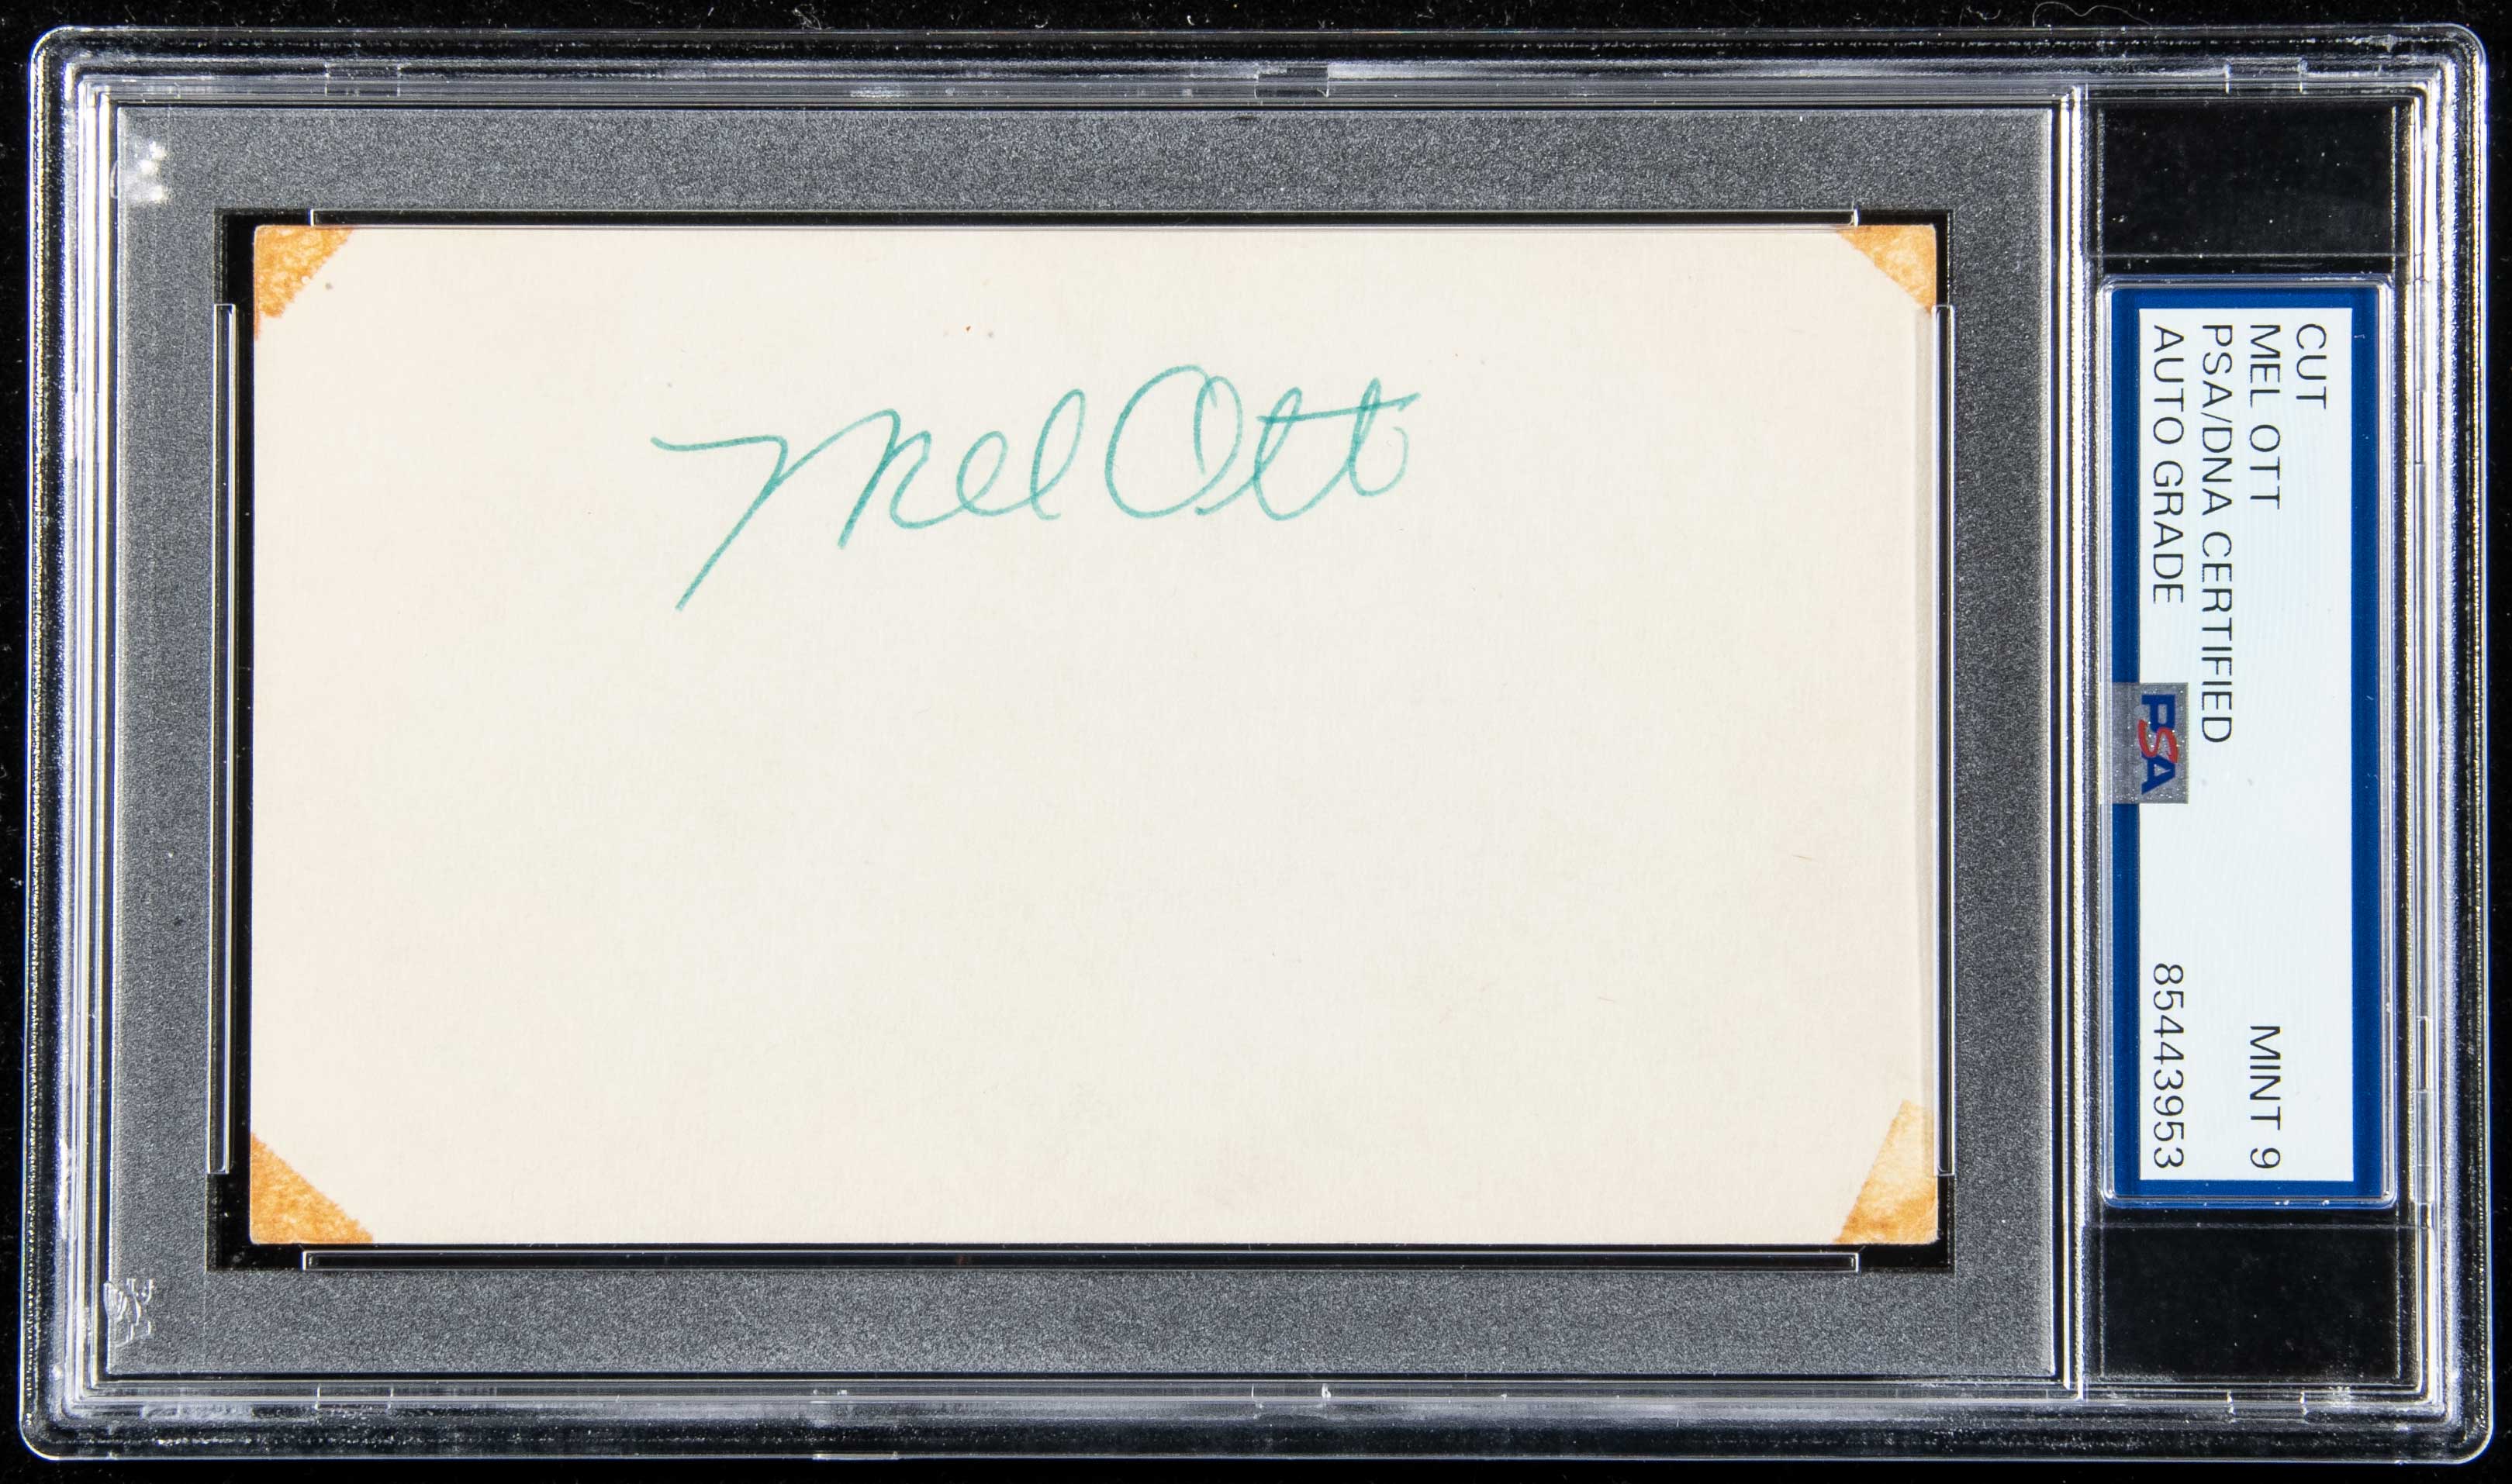 Mel Ott
CUT
MEL OTT MINT 9
PSA/DNA CERTIFIED
AUTO GRADE 85443953
PSA